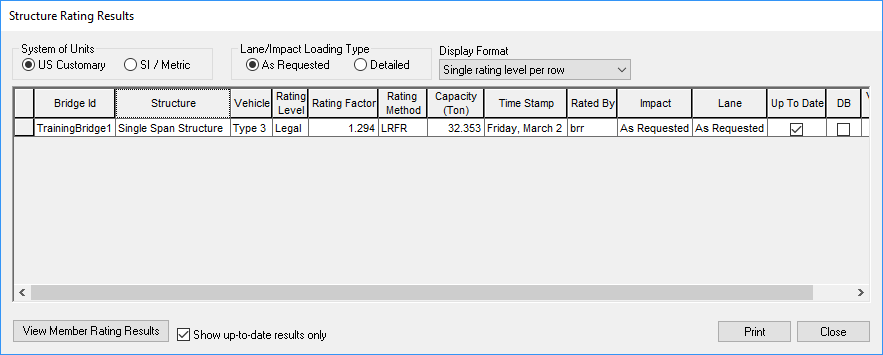 Structure Rating Results
System of Units
US Customary
SI / Metric
Lane/Impact Loading Type
As Requested
Detailed
Display Format
Single rating level per row
Bridge Id
Structure
Vehicle
Rating
Level
Rating Factor
Rating
Method
Capacity
(Ton)
Time Stamp
Rated By
Impact
Lane
Up To Date
DB
V
TrainingBridge1
Single Span Structure
Type 3
Legal
1.294
LRFR
32.353
Friday, March 2
brr
As Requested
As Requested
View Member Rating Results
Show up-to-date results only
Print
Close